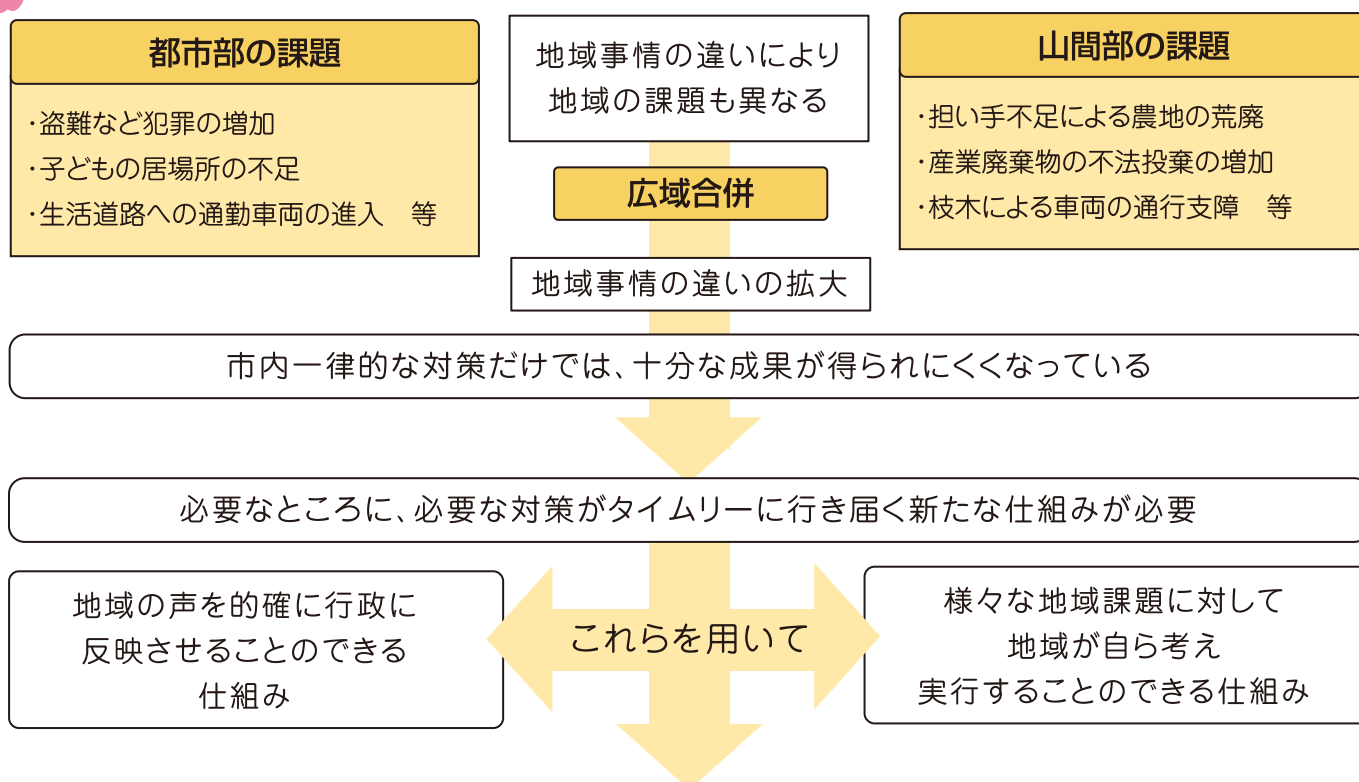 都市部の課題
・盗難など犯罪の増加
・子どもの居場所の不足
・生活道路への通勤車両の進入　等
地域事情の違いにより
地域の課題も異なる
山間部の課題
・担い手不足による農地の荒廃
・産業廃棄物の不法投棄の増加
・枝木による車両の通行支障　等
広域合併
地域事情の違いの拡大
市内一律的な対策だけでは、十分な成果が得られにくくなっている
必要なところに、必要な対策がタイムリーに行き届く新たな仕組みが必要
地域の声を的確に行政に
反映させることのできる
仕組み
これらを用いて
様々な地域課題に対して
地域が自ら考え
実行することのできる仕組み